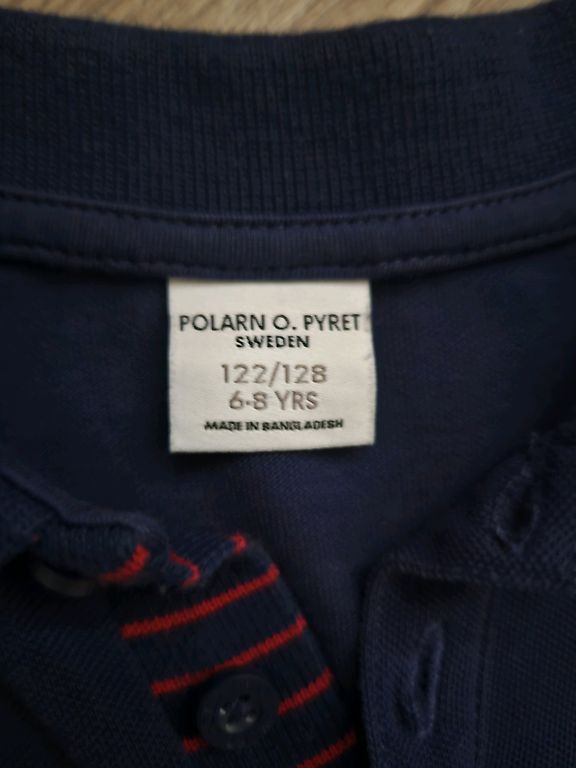 POLARN O. PYRET
SWEDEN
122/128
6-8 YRS
MADE IN BANGLADESH